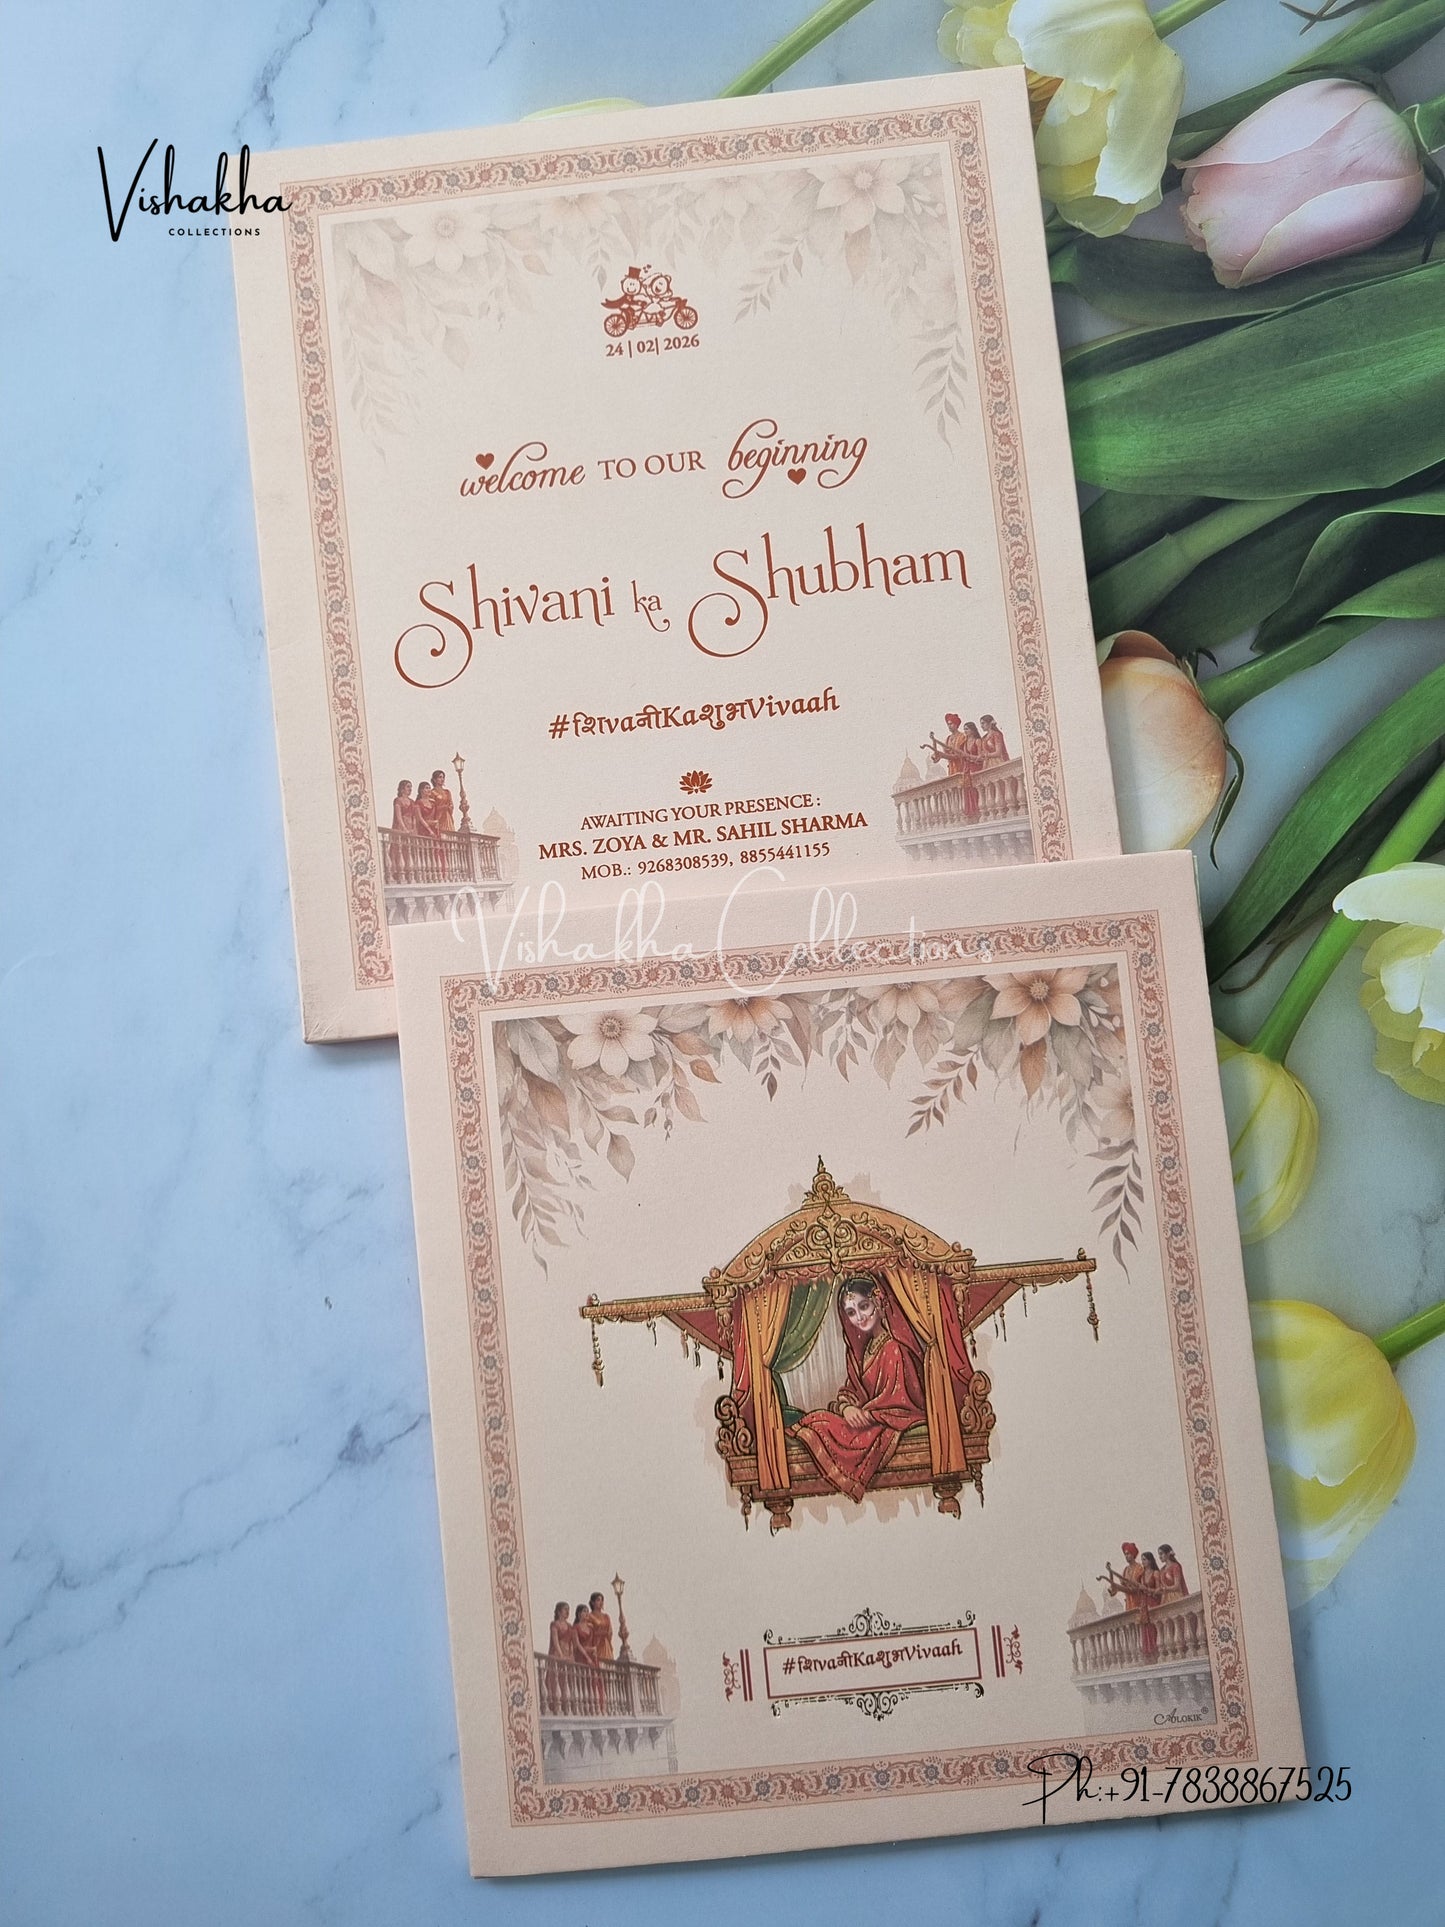 Vishakha
COLLECTIONS
24 | 02| 2026
welcome TO OUR beginning
Shivani ka Shubham
#शिvaनीKaशुभVivaah
AWAITING YOUR PRESENCE :
MRS. ZOYA & MR. SAHIL SHARMA
MOB.: 9268308539, 8855441155
Vishakha Collections
#शिvaनीKaशुभVivaah
AOLOKIK®
Ph:+91-7838867525